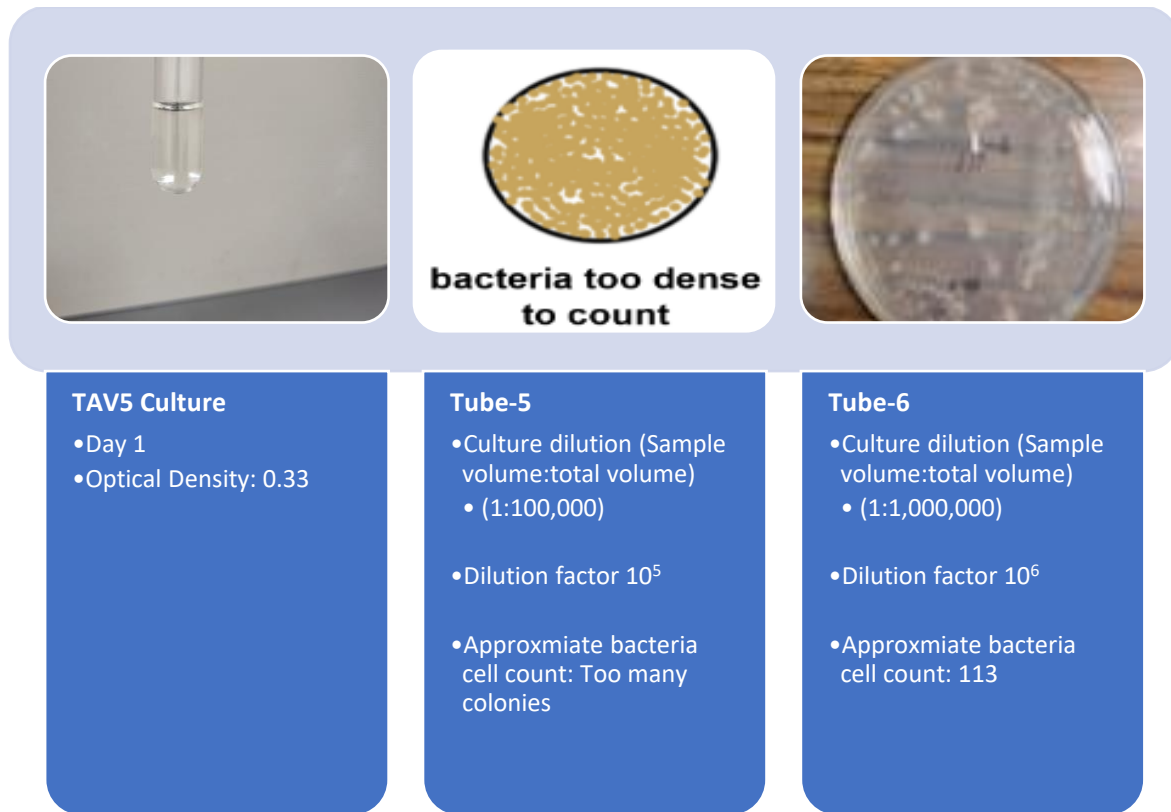 bacteria too dense
to count
TAV5 Culture
•Day 1
•Optical Density: 0.33
Tube-5
•Culture dilution (Sample
volume:total volume)
• (1:100,000)
•Dilution factor 10⁵
•Approxmiate bacteria
cell count: Too many
colonies
Tube-6
•Culture dilution (Sample
volume:total volume)
• (1:1,000,000)
•Dilution factor 10⁶
•Approxmiate bacteria
cell count: 113